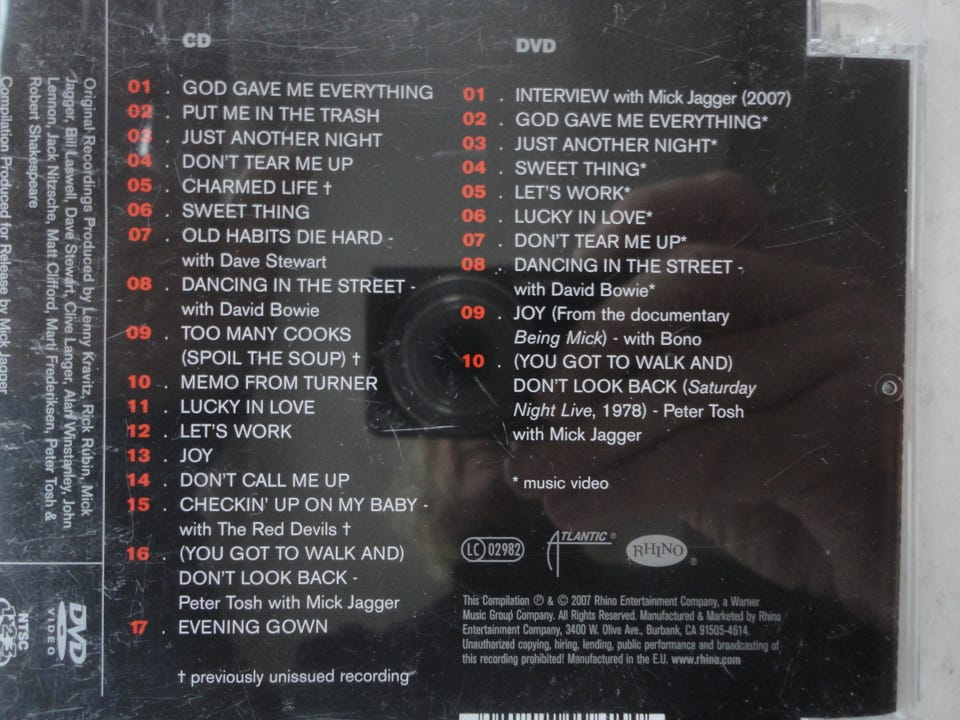 CD
01 . GOD GAVE ME EVERYTHING
02 . PUT ME IN THE TRASH
03 . JUST ANOTHER NIGHT
04 . DON'T TEAR ME UP
05 . CHARMED LIFE †
06 . SWEET THING
07 . OLD HABITS DIE HARD -
with Dave Stewart
08 . DANCING IN THE STREET -
with David Bowie
09 . TOO MANY COOKS
(SPOIL THE SOUP) †
10 . MEMO FROM TURNER
11 . LUCKY IN LOVE
12 . LET'S WORK
13 . JOY
14 . DON'T CALL ME UP
15 . CHECKIN' UP ON MY BABY -
with The Red Devils †
16 . (YOU GOT TO WALK AND)
DON'T LOOK BACK -
Peter Tosh with Mick Jagger
17 . EVENING GOWN
† previously unissued recording
DVD
01 . INTERVIEW with Mick Jagger (2007)
02 . GOD GAVE ME EVERYTHING*
03 . JUST ANOTHER NIGHT*
04 . SWEET THING*
05 . LET'S WORK*
06 . LUCKY IN LOVE*
07 . DON'T TEAR ME UP*
08 . DANCING IN THE STREET -
with David Bowie*
09 . JOY (From the documentary
Being Mick) - with Bono
10 . (YOU GOT TO WALK AND)
DON'T LOOK BACK (Saturday
Night Live, 1978) - Peter Tosh
with Mick Jagger
* music video
LC 02982
ATLANTIC ®
RHINO ®
This Compilation ℗ & © 2007 Rhino Entertainment Company, a Warner
Music Group Company. All Rights Reserved. Manufactured & Marketed by Rhino
Entertainment Company, 3400 W. Olive Ave., Burbank, CA 91505-4614.
Unauthorized copying, hiring, lending, public performance and broadcasting of
this recording prohibited! Manufactured in the E.U. www.rhino.com
Original Recordings Produced by Lenny Kravitz, Rick Rubin, Mick
Jagger, Bill Laswell, Dave Stewart, Clive Langer, Alan Winstanley, John
Lennon, Jack Nitzsche, Matt Clifford, Marti Frederiksen, Peter Tosh &
Robert Shakespeare
Compilation Produced for Release by Mick Jagger
DVD
VIDEO
NTSC